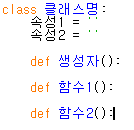 class 클래스명:
속성1 = ''
속성2 = ''
def 생성자():
def 함수1():
def 함수2():